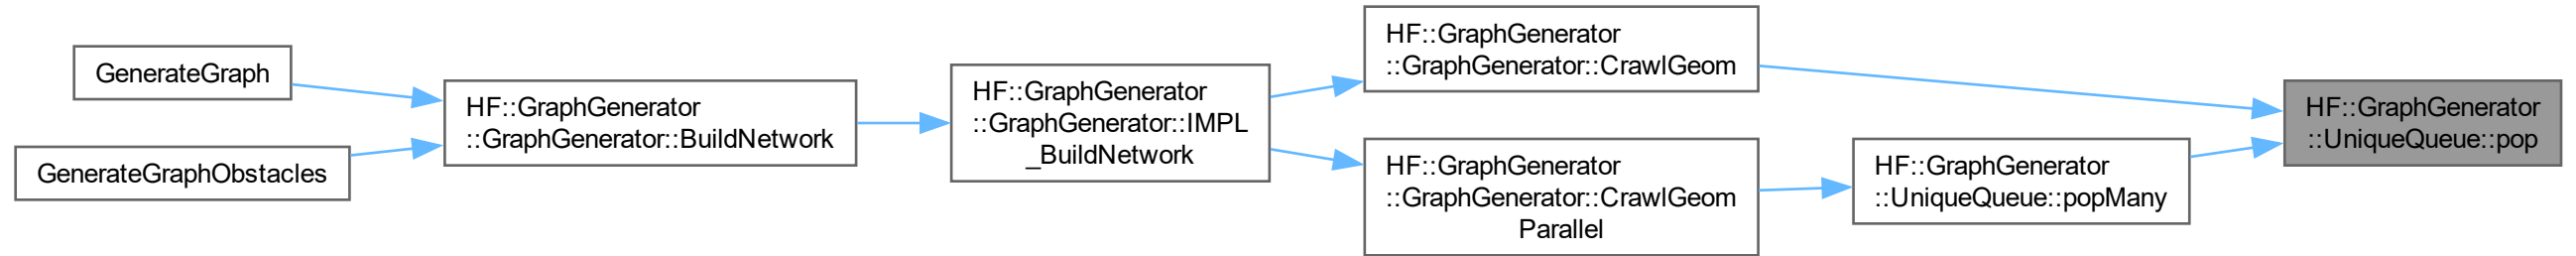 GenerateGraph
GenerateGraphObstacles
HF::GraphGenerator
::GraphGenerator::BuildNetwork
HF::GraphGenerator
::GraphGenerator::IMPL
_BuildNetwork
HF::GraphGenerator
::GraphGenerator::CrawlGeom
HF::GraphGenerator
::GraphGenerator::CrawlGeom
Parallel
HF::GraphGenerator
::UniqueQueue::popMany
HF::GraphGenerator
::UniqueQueue::pop